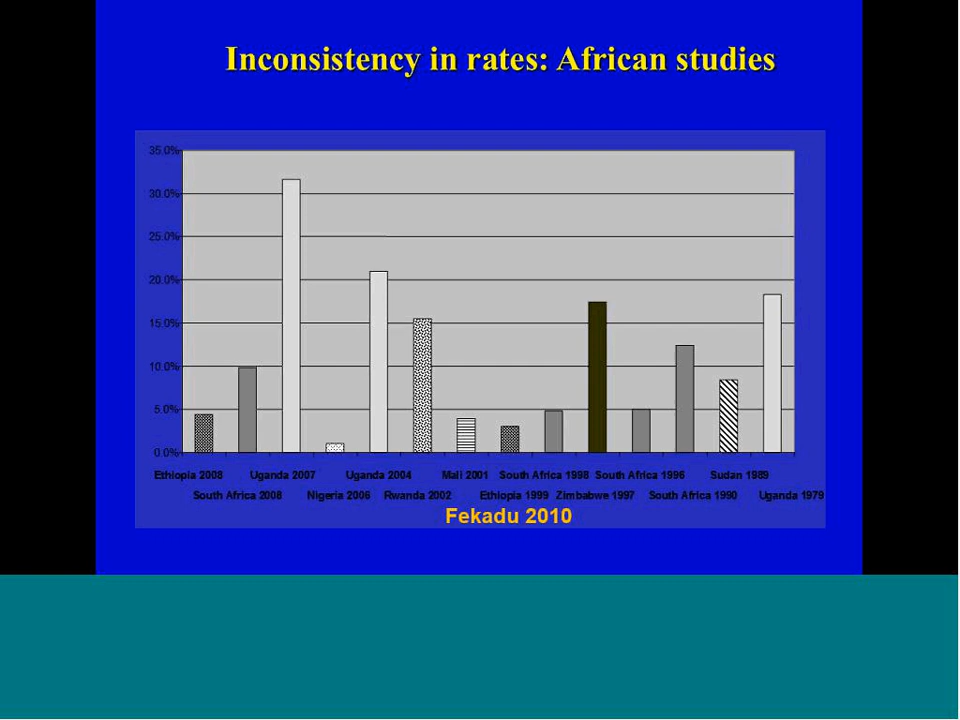 Inconsistency in rates: African studies
35.0%
30.0%
25.0%
20.0%
15.0%
10.0%
5.0%
0.0%
Ethiopia 2008 Uganda 2007 Uganda 2004 Mali 2001 South Africa 1998 South Africa 1996 Sudan 1989
South Africa 2008 Nigeria 2006 Rwanda 2002 Ethiopia 1999 Zimbabwe 1997 South Africa 1990 Uganda 1979
Fekadu 2010